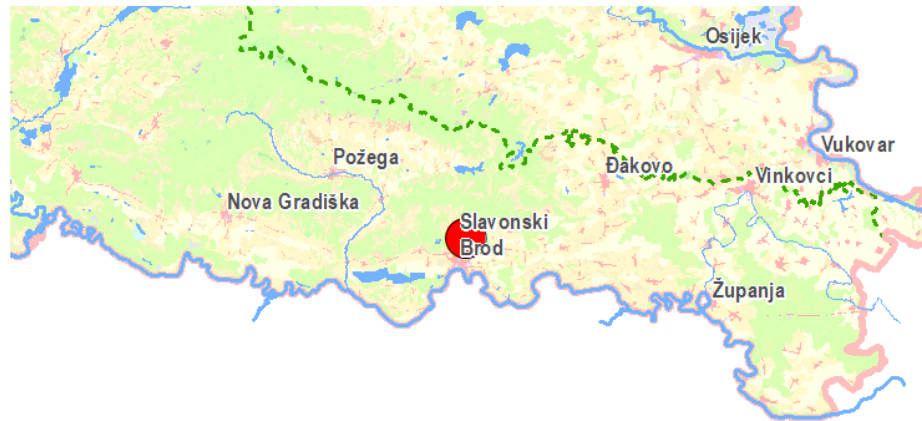 Osijek
Vukovar
Požega
Đakovo
Vinkovci
Nova Gradiška
Slavonski
Brod
Županja